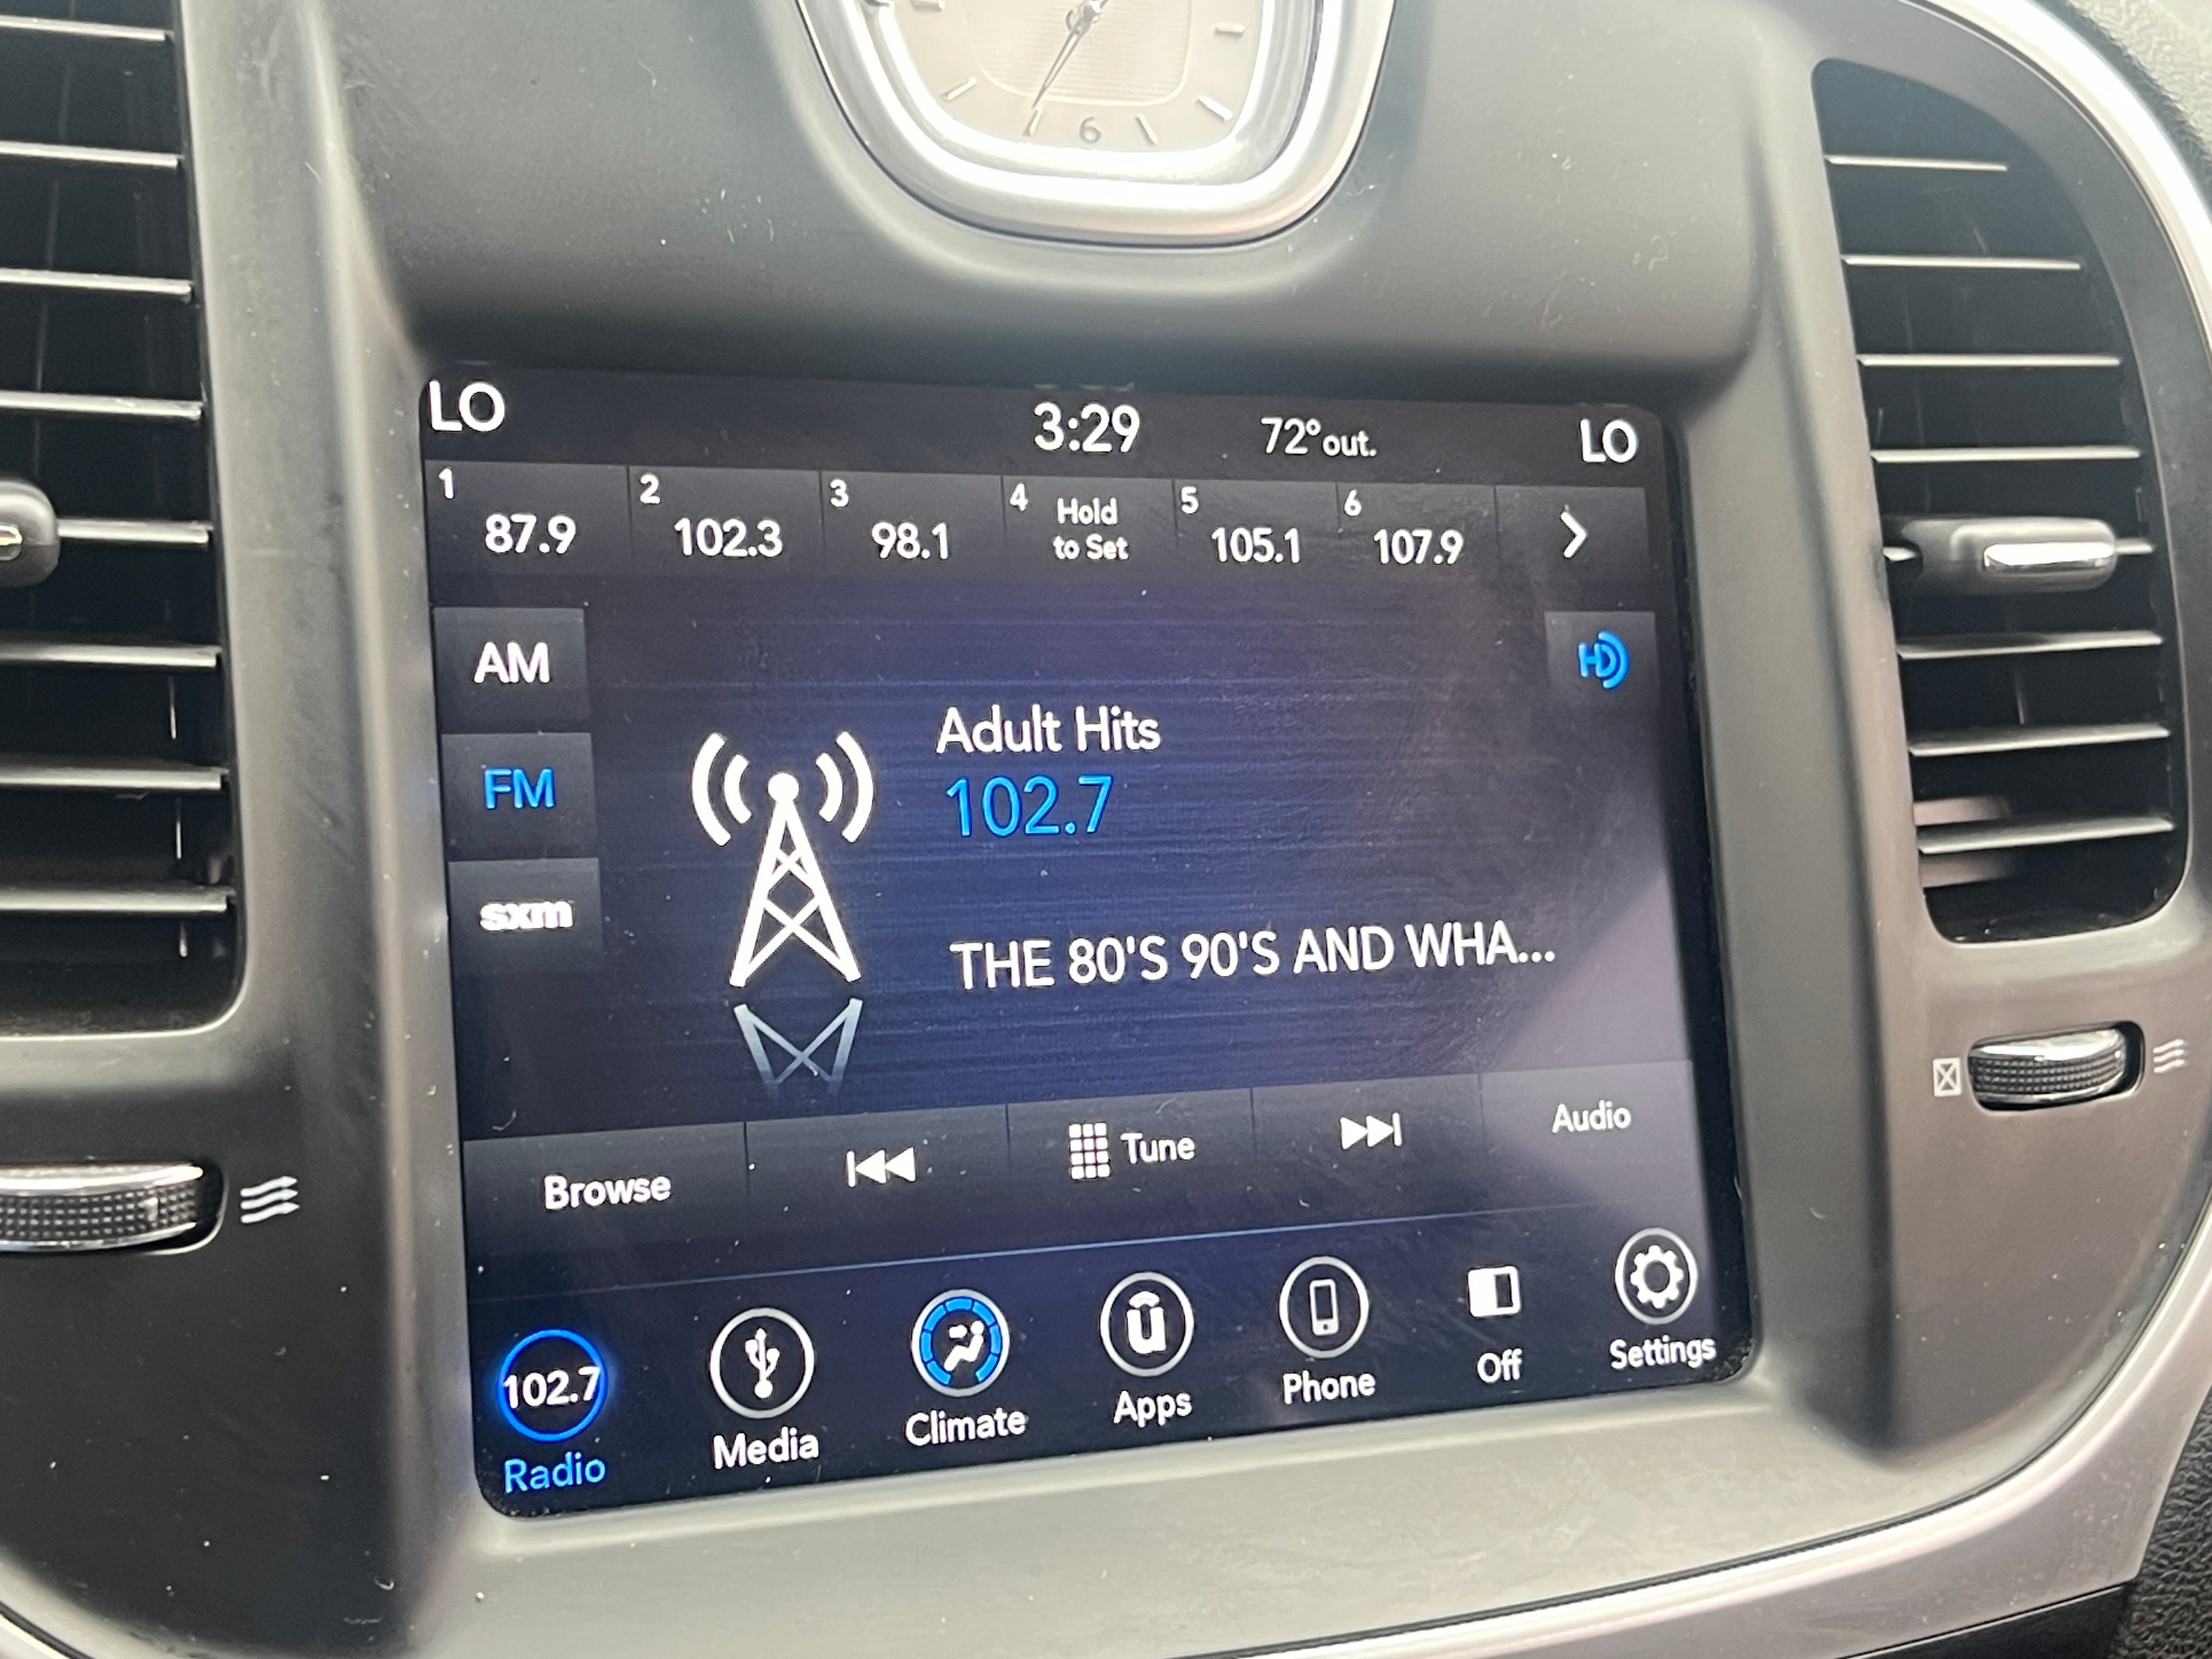 6
LO 3:29 72°out. LO
1 87.9 2 102.3 3 98.1 4 Hold to Set 5 105.1 6 107.9
AM
HD
Adult Hits
FM
102.7
sxm
THE 80'S 90'S AND WHA...
Browse Tune Audio
102.7
Radio Media Climate Apps Phone Off Settings